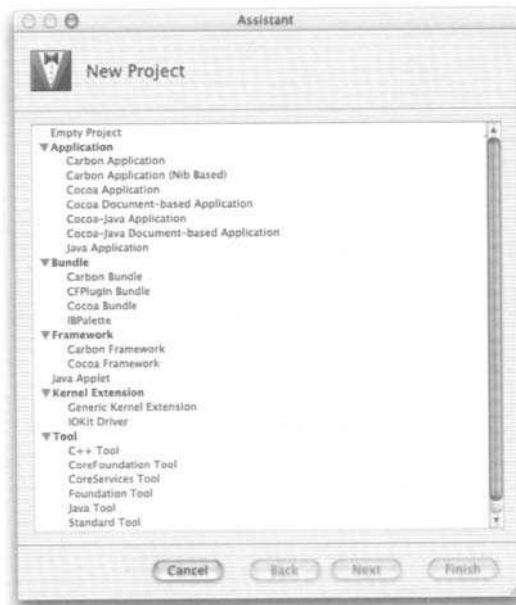 Assistant
New Project
Empty Project
Application
Carbon Application
Carbon Application (Nib Based)
Cocoa Application
Cocoa Document-based Application
Cocoa-Java Application
Cocoa-Java Document-based Application
Java Application
Bundle
Carbon Bundle
CFPlugIn Bundle
Cocoa Bundle
IBPalette
Framework
Carbon Framework
Cocoa Framework
Java Applet
Kernel Extension
Generic Kernel Extension
IOKit Driver
Tool
C++ Tool
CoreFoundation Tool
CoreServices Tool
Foundation Tool
Java Tool
Standard Tool
Cancel Back Next Finish